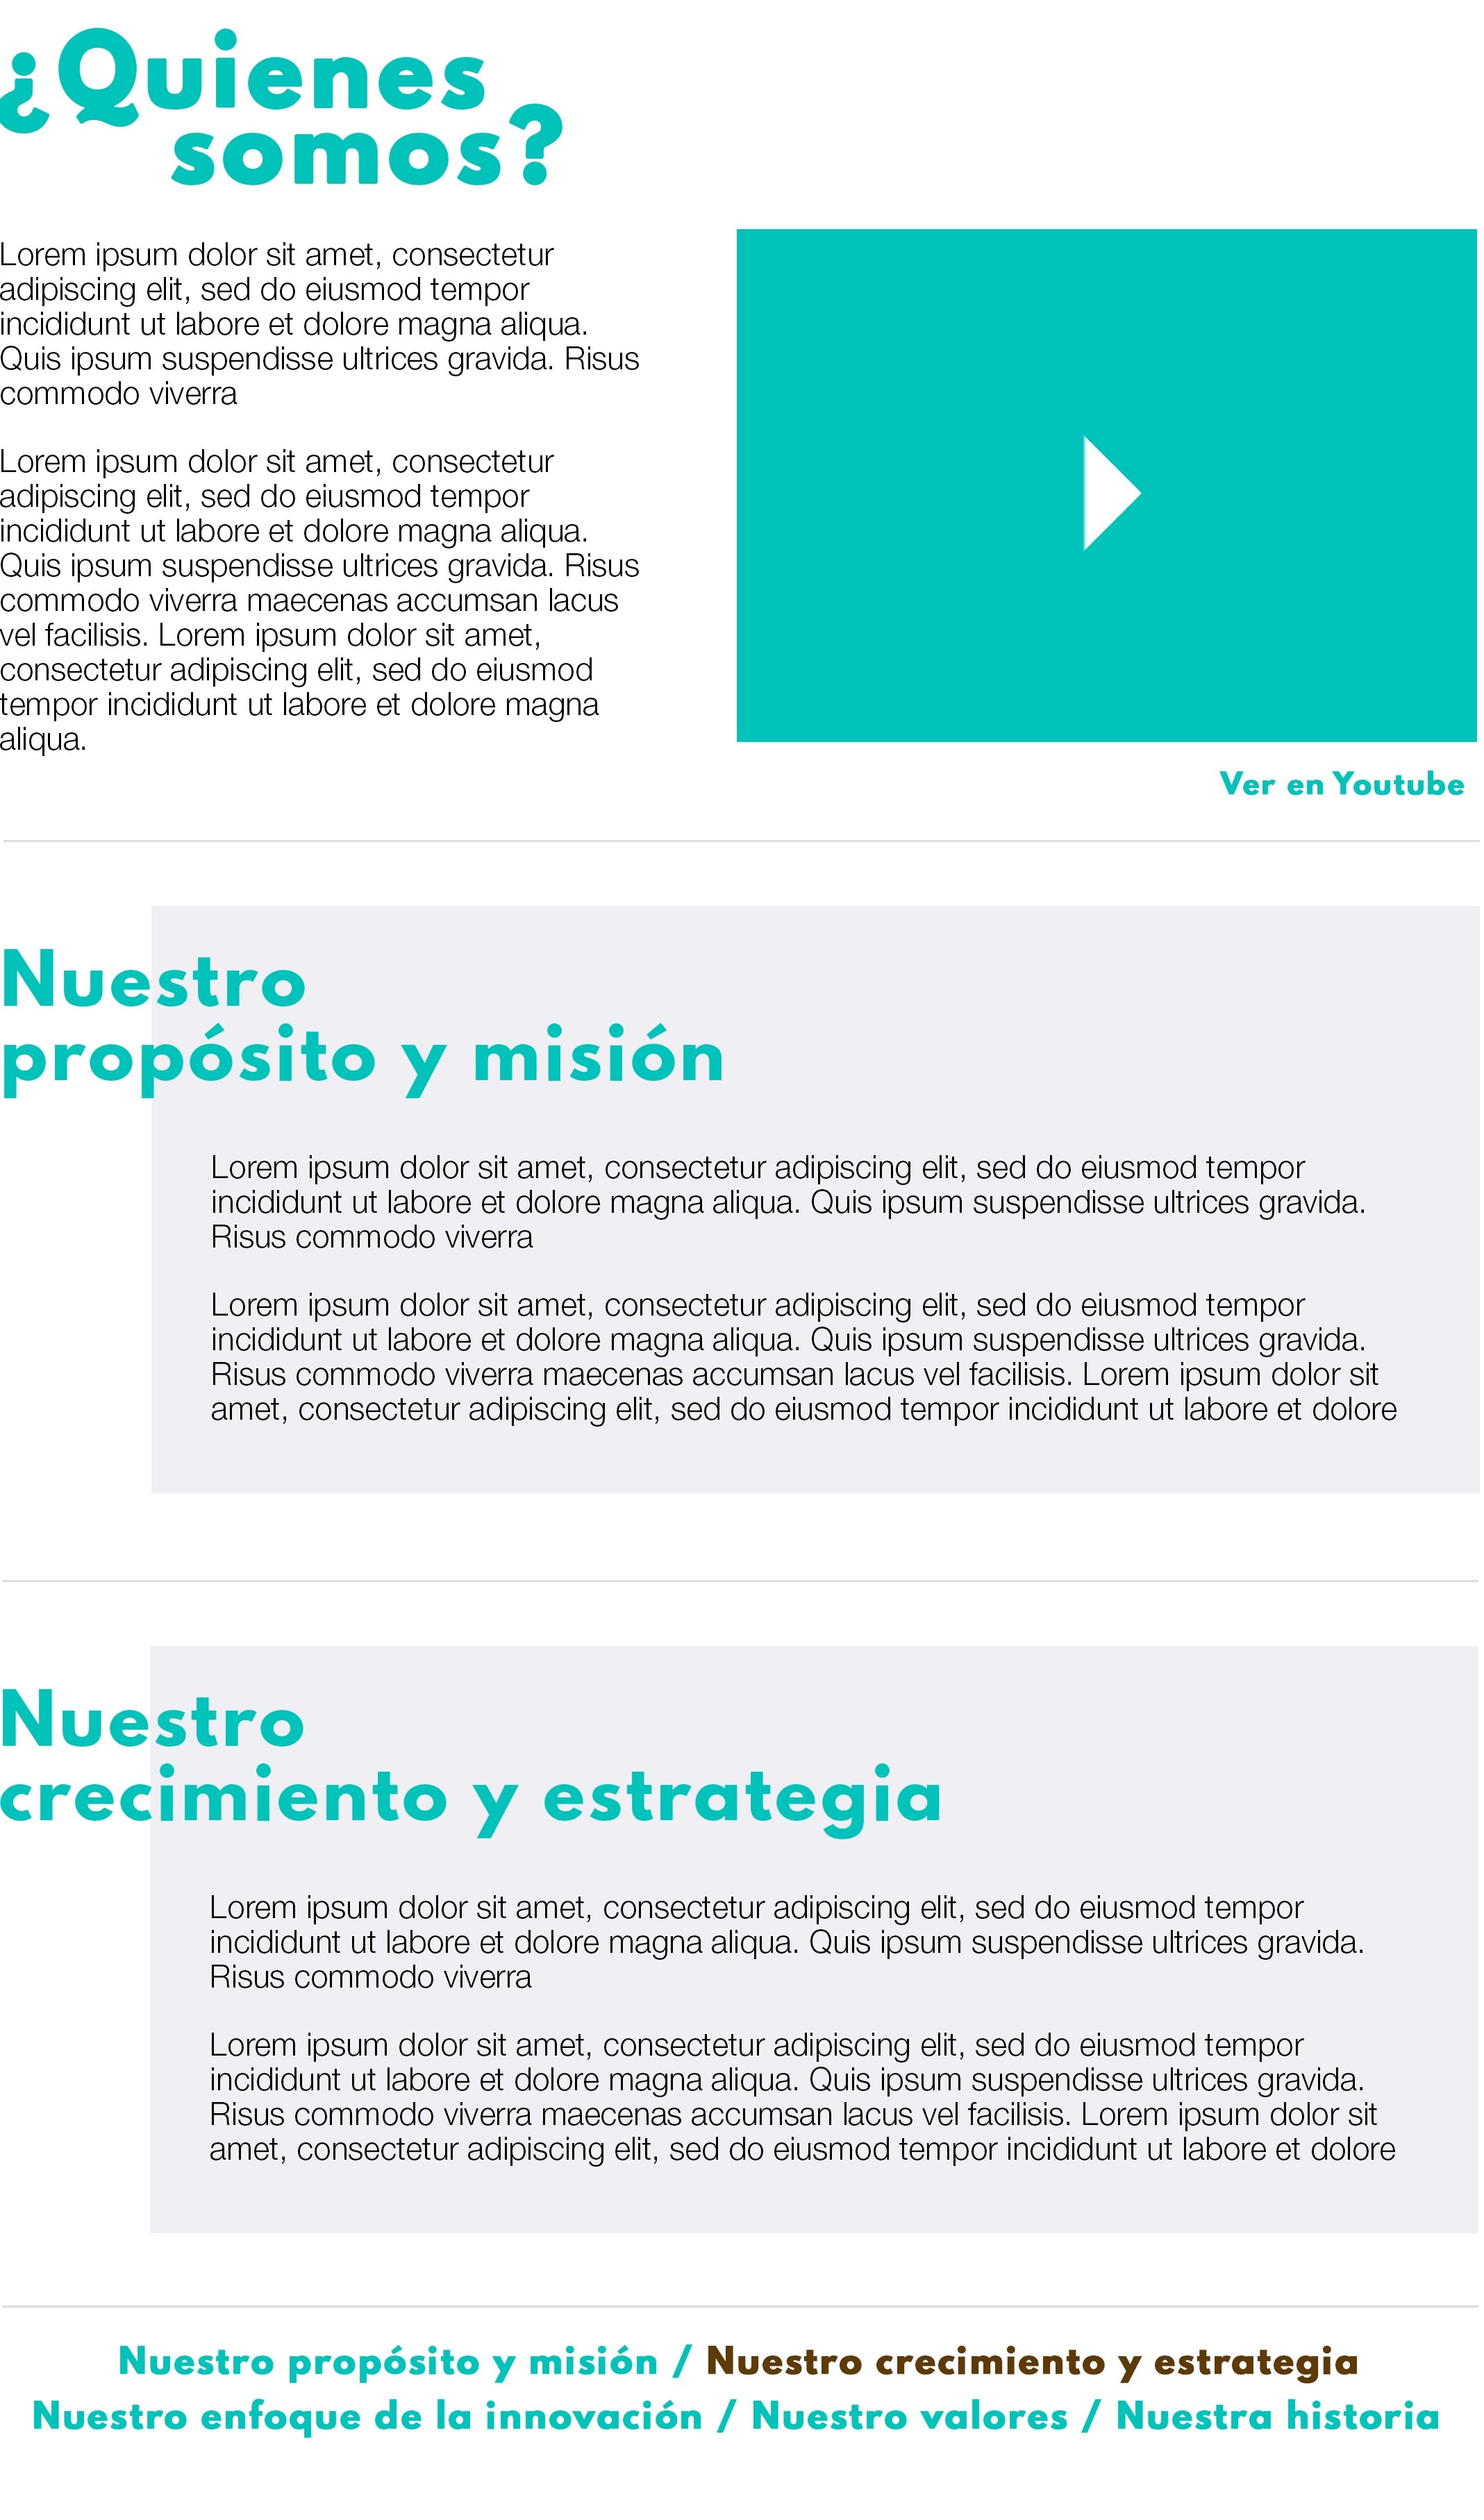 ¿Quienes
somos?
Lorem ipsum dolor sit amet, consectetur
adipiscing elit, sed do eiusmod tempor
incididunt ut labore et dolore magna aliqua.
Quis ipsum suspendisse ultrices gravida. Risus
commodo viverra
Lorem ipsum dolor sit amet, consectetur
adipiscing elit, sed do eiusmod tempor
incididunt ut labore et dolore magna aliqua.
Quis ipsum suspendisse ultrices gravida. Risus
commodo viverra maecenas accumsan lacus
vel facilisis. Lorem ipsum dolor sit amet,
consectetur adipiscing elit, sed do eiusmod
tempor incididunt ut labore et dolore magna
aliqua.
Ver en Youtube
Nuestro
propósito y misión
Lorem ipsum dolor sit amet, consectetur adipiscing elit, sed do eiusmod tempor
incididunt ut labore et dolore magna aliqua. Quis ipsum suspendisse ultrices gravida.
Risus commodo viverra
Lorem ipsum dolor sit amet, consectetur adipiscing elit, sed do eiusmod tempor
incididunt ut labore et dolore magna aliqua. Quis ipsum suspendisse ultrices gravida.
Risus commodo viverra maecenas accumsan lacus vel facilisis. Lorem ipsum dolor sit
amet, consectetur adipiscing elit, sed do eiusmod tempor incididunt ut labore et dolore
Nuestro
crecimiento y estrategia
Lorem ipsum dolor sit amet, consectetur adipiscing elit, sed do eiusmod tempor
incididunt ut labore et dolore magna aliqua. Quis ipsum suspendisse ultrices gravida.
Risus commodo viverra
Lorem ipsum dolor sit amet, consectetur adipiscing elit, sed do eiusmod tempor
incididunt ut labore et dolore magna aliqua. Quis ipsum suspendisse ultrices gravida.
Risus commodo viverra maecenas accumsan lacus vel facilisis. Lorem ipsum dolor sit
amet, consectetur adipiscing elit, sed do eiusmod tempor incididunt ut labore et dolore
Nuestro propósito y misión / Nuestro crecimiento y estrategia
Nuestro enfoque de la innovación / Nuestro valores / Nuestra historia